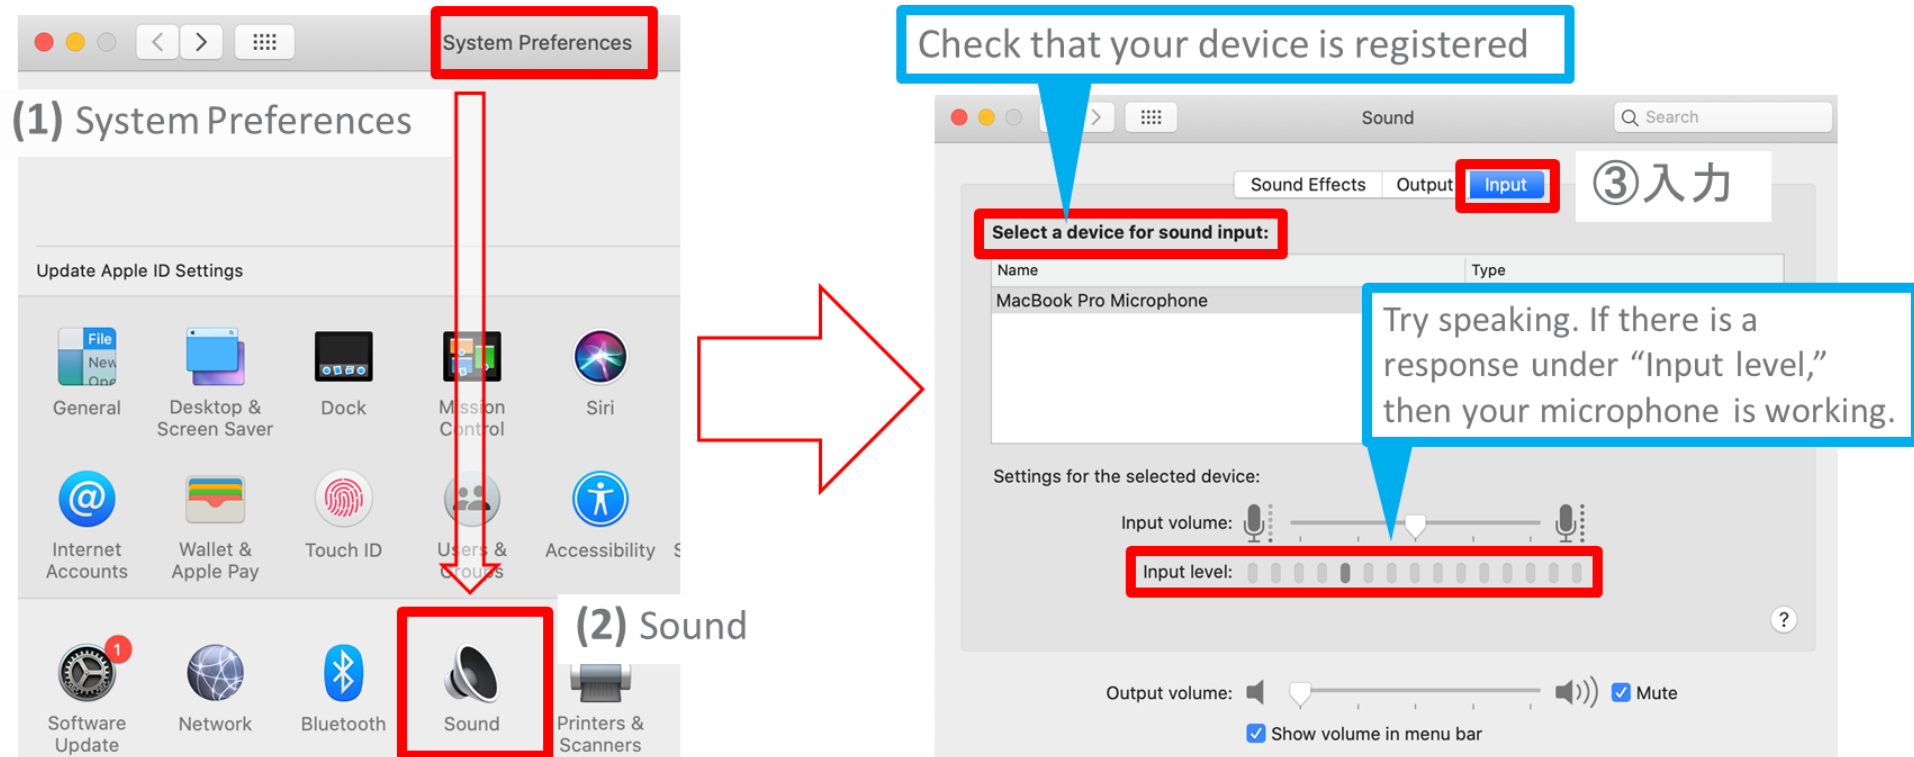 System Preferences
(1) System Preferences
Update Apple ID Settings
File
New
General
Desktop &
Screen Saver
Dock
Mission
Control
Siri
Internet
Accounts
Wallet &
Apple Pay
Touch ID
Users &
Groups
Accessibility
1
Software
Update
Network
Bluetooth
Sound
Printers &
Scanners
(2) Sound
Check that your device is registered
Sound
Search
Sound Effects
Output
Input
③入力
Select a device for sound input:
Name
Type
MacBook Pro Microphone
Try speaking. If there is a
response under “Input level,”
then your microphone is working.
Settings for the selected device:
Input volume:
Input level:
?
Output volume:
Mute
Show volume in menu bar